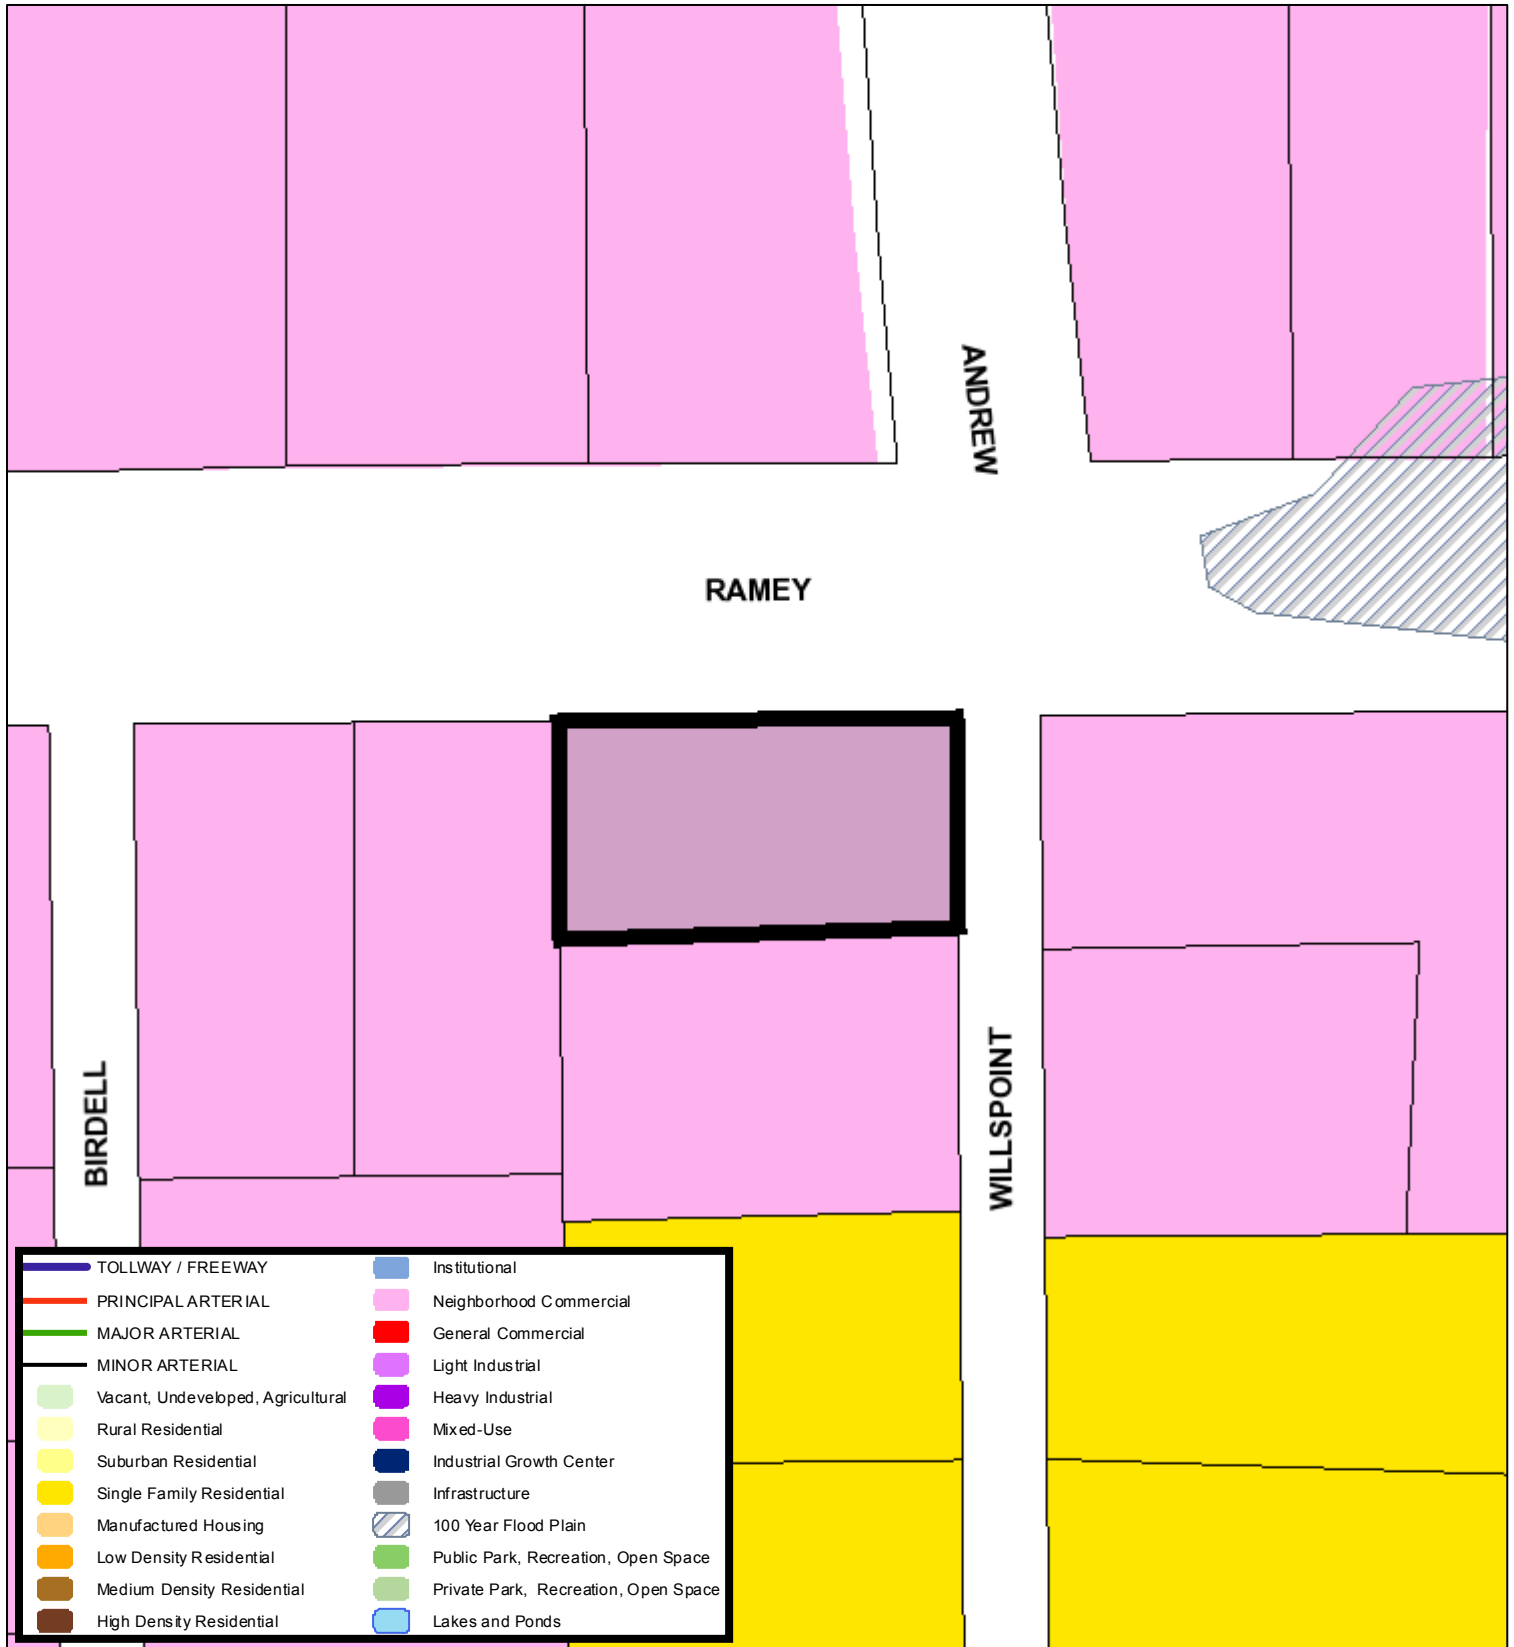 ANDREW
RAMEY
BIRDELL
WILLSPOINT
TOLLWAY / FREEWAY
PRINCIPAL ARTERIAL
MAJOR ARTERIAL
MINOR ARTERIAL
Vacant, Undeveloped, Agricultural
Rural Residential
Suburban Residential
Single Family Residential
Manufactured Housing
Low Density Residential
Medium Density Residential
High Density Residential
Institutional
Neighborhood Commercial
General Commercial
Light Industrial
Heavy Industrial
Mixed-Use
Industrial Growth Center
Infrastructure
100 Year Flood Plain
Public Park, Recreation, Open Space
Private Park, Recreation, Open Space
Lakes and Ponds